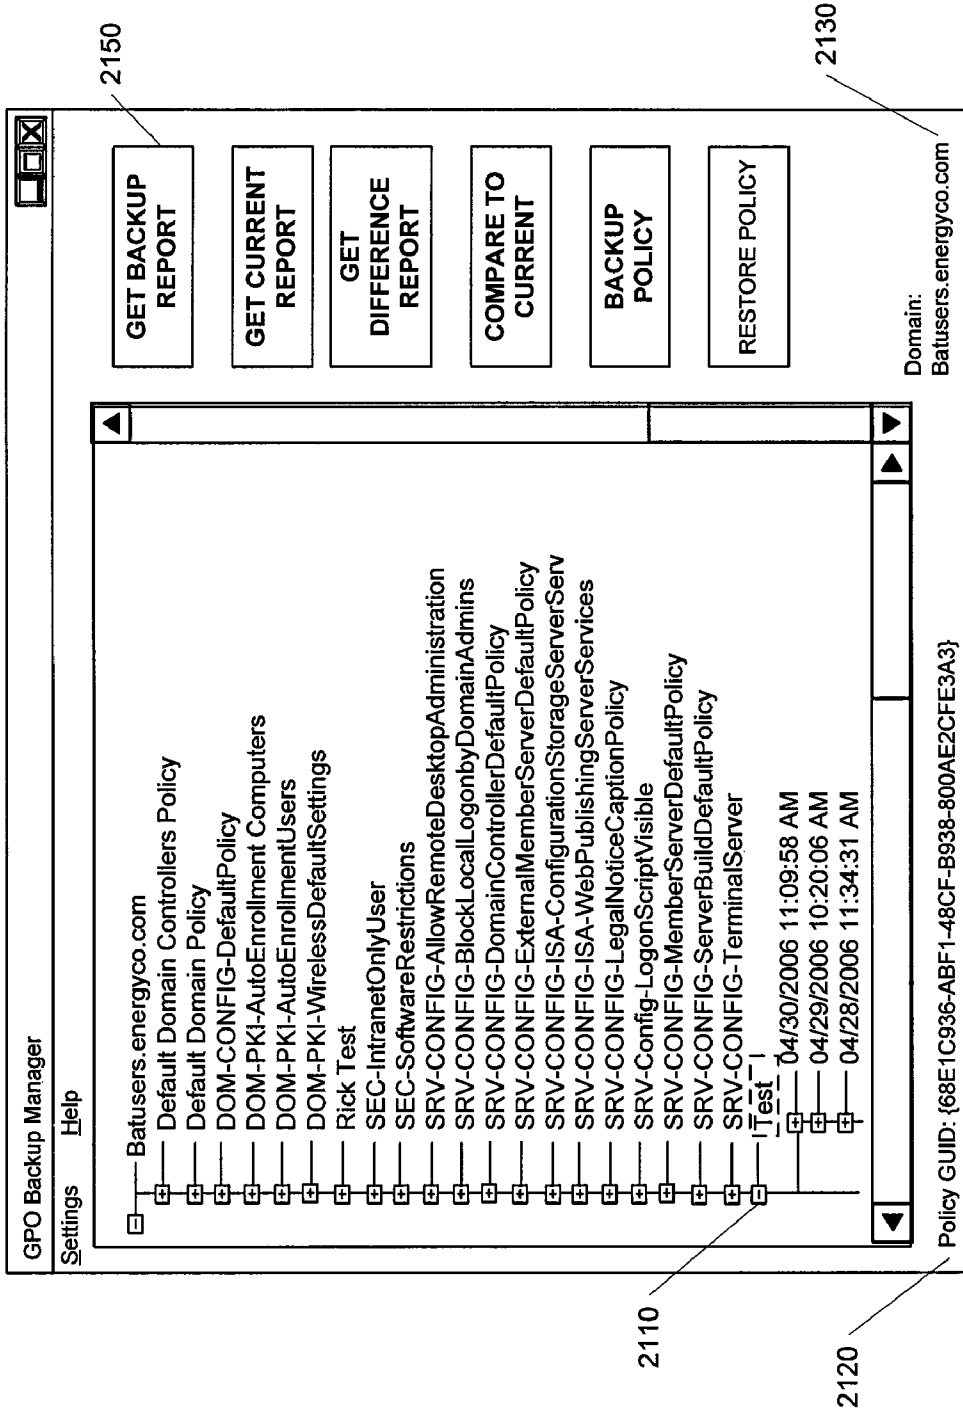 GPO Backup Manager
Settings Help
Batusers.energyco.com
Default Domain Controllers Policy
Default Domain Policy
DOM-CONFIG-DefaultPolicy
DOM-PKI-AutoEnrollment Computers
DOM-PKI-AutoEnrollmentUsers
DOM-PKI-WirelessDefaultSettings
Rick Test
SEC-IntranetOnlyUser
SEC-SoftwareRestrictions
SRV-CONFIG-AllowRemoteDesktopAdministration
SRV-CONFIG-BlockLocalLogonbyDomainAdmins
SRV-CONFIG-DomainControllerDefaultPolicy
SRV-CONFIG-ExternalMemberServerDefaultPolicy
SRV-CONFIG-ISA-ConfigurationStorageServerServ
SRV-CONFIG-ISA-WebPublishingServerServices
SRV-CONFIG-LegalNoticeCaptionPolicy
SRV-Config-LogonScriptVisible
SRV-CONFIG-MemberServerDefaultPolicy
SRV-CONFIG-ServerBuildDefaultPolicy
SRV-CONFIG-TerminalServer
Test
04/30/2006 11:09:58 AM
04/29/2006 10:20:06 AM
04/28/2006 11:34:31 AM
GET BACKUP
REPORT
GET CURRENT
REPORT
GET
DIFFERENCE
REPORT
COMPARE TO
CURRENT
BACKUP
POLICY
RESTORE POLICY
Domain:
Batusers.energyco.com
Policy GUID: {68E1C936-ABF1-48CF-B938-800AE2CFE3A3}
2110
2120
2130
2150